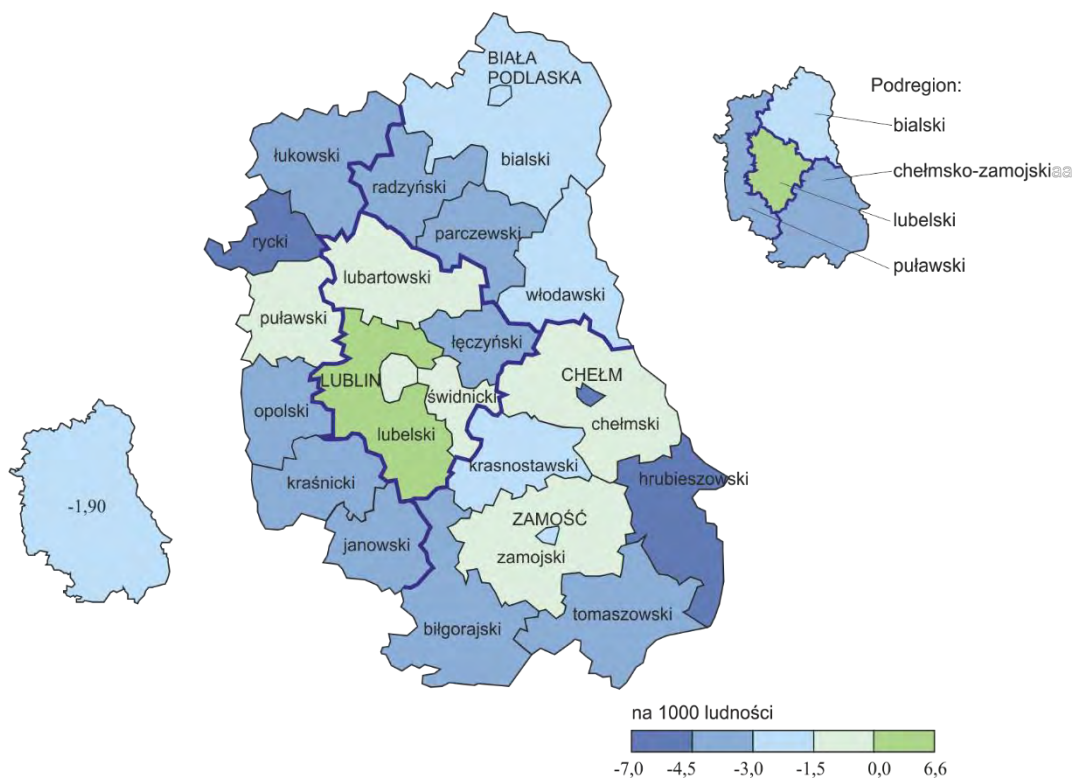 BIAŁA
PODLASKA
bialski
łukowski
radzyński
parczewski
rycki
lubartowski
włodawski
puławski
łęczyński
LUBLIN
CHEŁM
świdnicki
chełmski
opolski
lubelski
krasnostawski
hrubieszowski
kraśnicki
ZAMOŚĆ
zamojski
janowski
tomaszowski
biłgorajski
-1,90
Podregion:
bialski
chełmsko-zamojskiaa
lubelski
puławski
na 1000 ludności
-7,0 -4,5 -3,0 -1,5 0,0 6,6